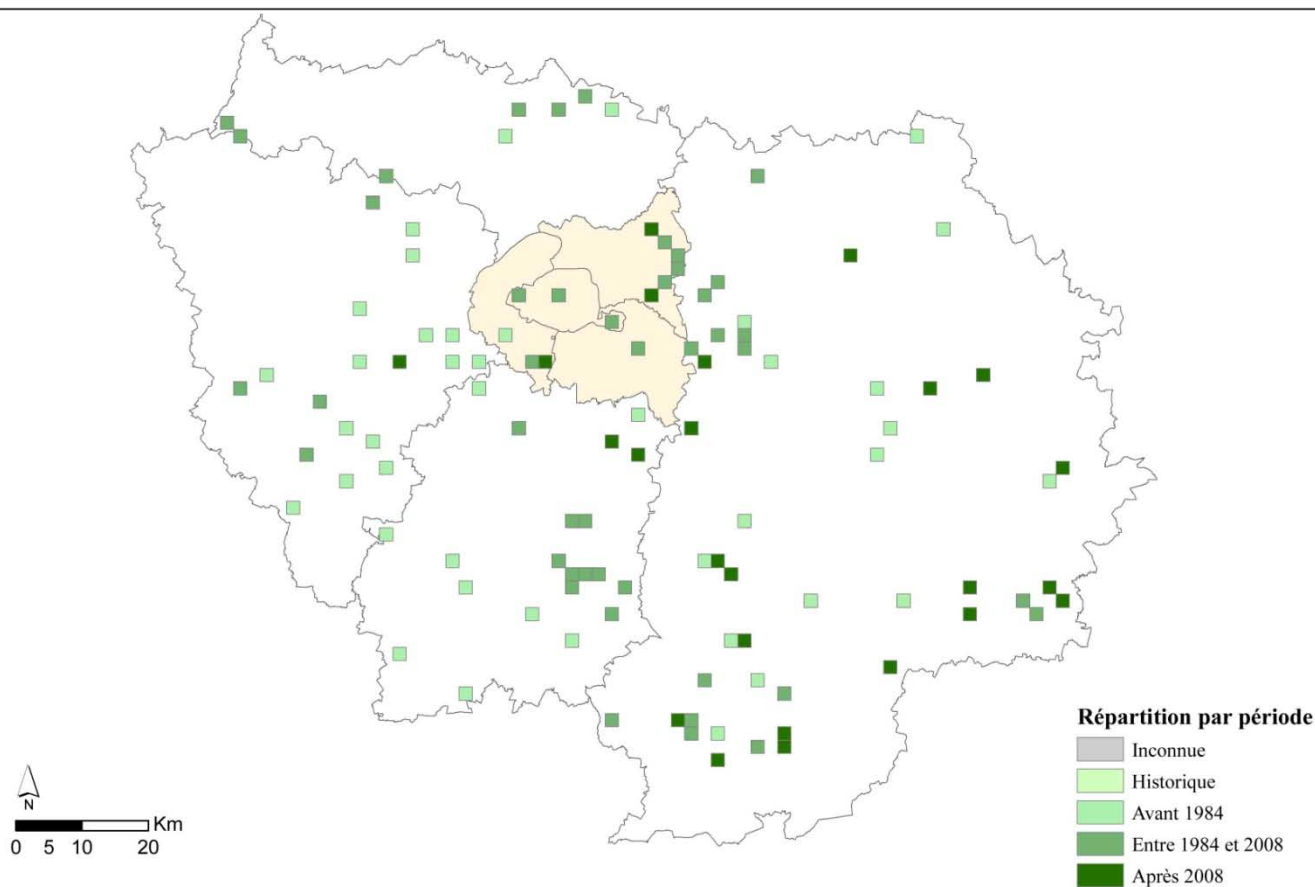 Répartition par période
Inconnue
Historique
Avant 1984
Entre 1984 et 2008
Après 2008
N
Km
0 5 10 20